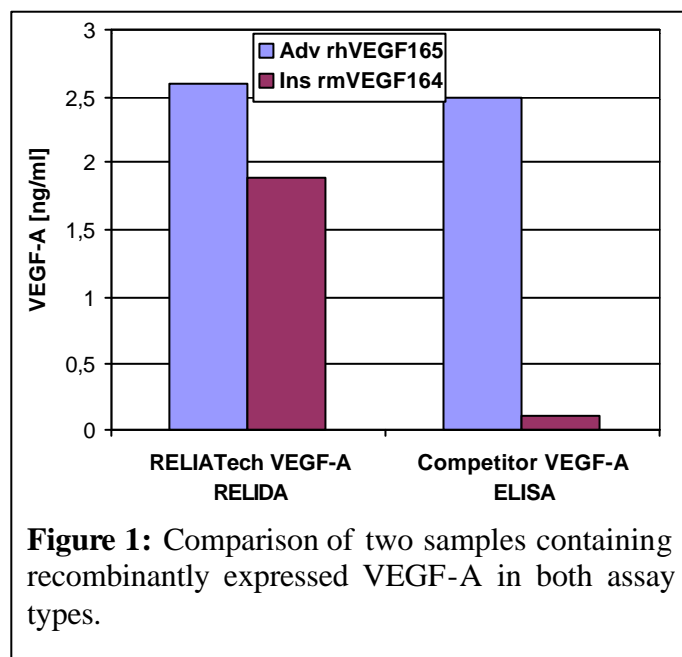 3
2,5
2
1,5
1
0,5
0
VEGF-A [ng/ml]
Adv rhVEGF165
Ins rmVEGF164
RELIATech VEGF-A
RELIDA
Competitor VEGF-A
ELISA
Figure 1: Comparison of two samples containing
recombinantly expressed VEGF-A in both assay
types.